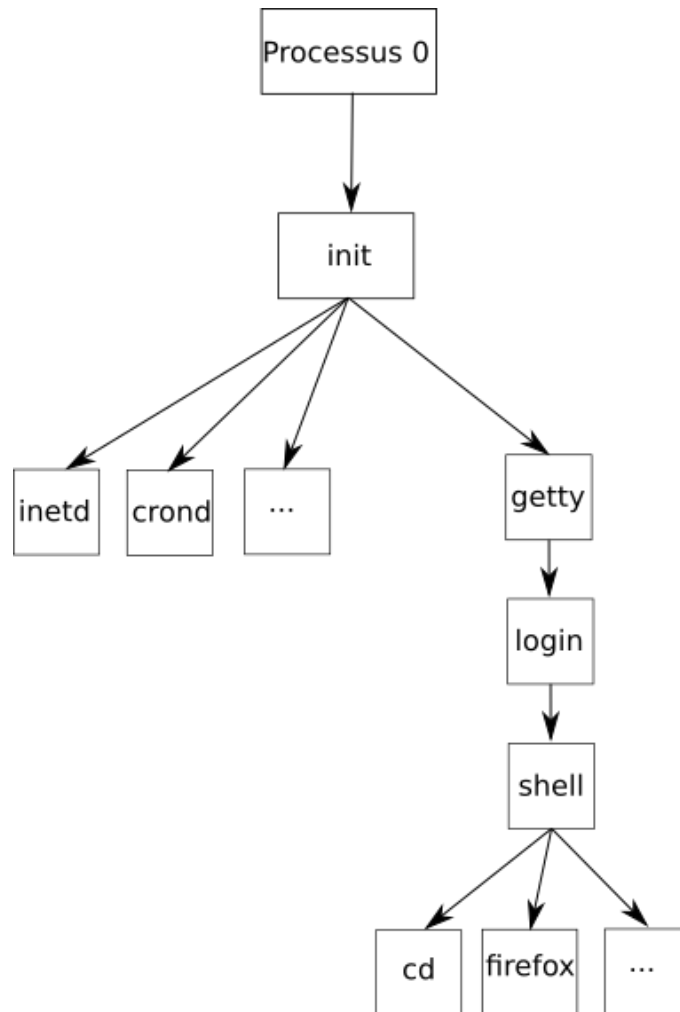 Processus 0
init
inetd
crond
...
getty
login
shell
cd
firefox
...